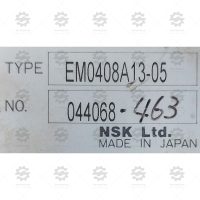 TYPE EM0408A13-05
NO. 044068-463
NSK Ltd.
MADE IN JAPAN